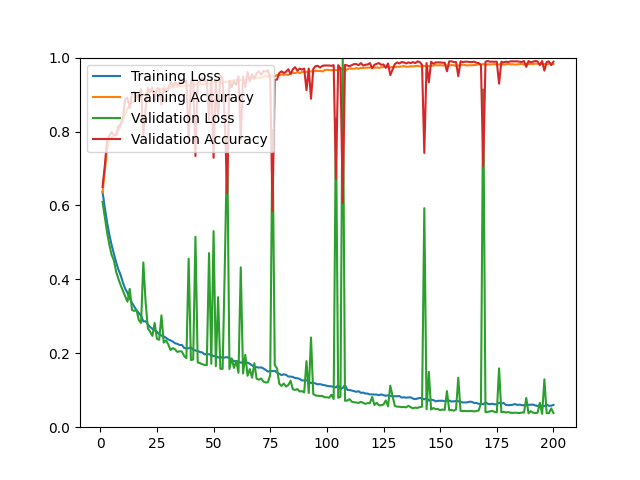 Training Loss
Training Accuracy
Validation Loss
Validation Accuracy
1.0
0.8
0.6
0.4
0.2
0.0
0 25 50 75 100 125 150 175 200